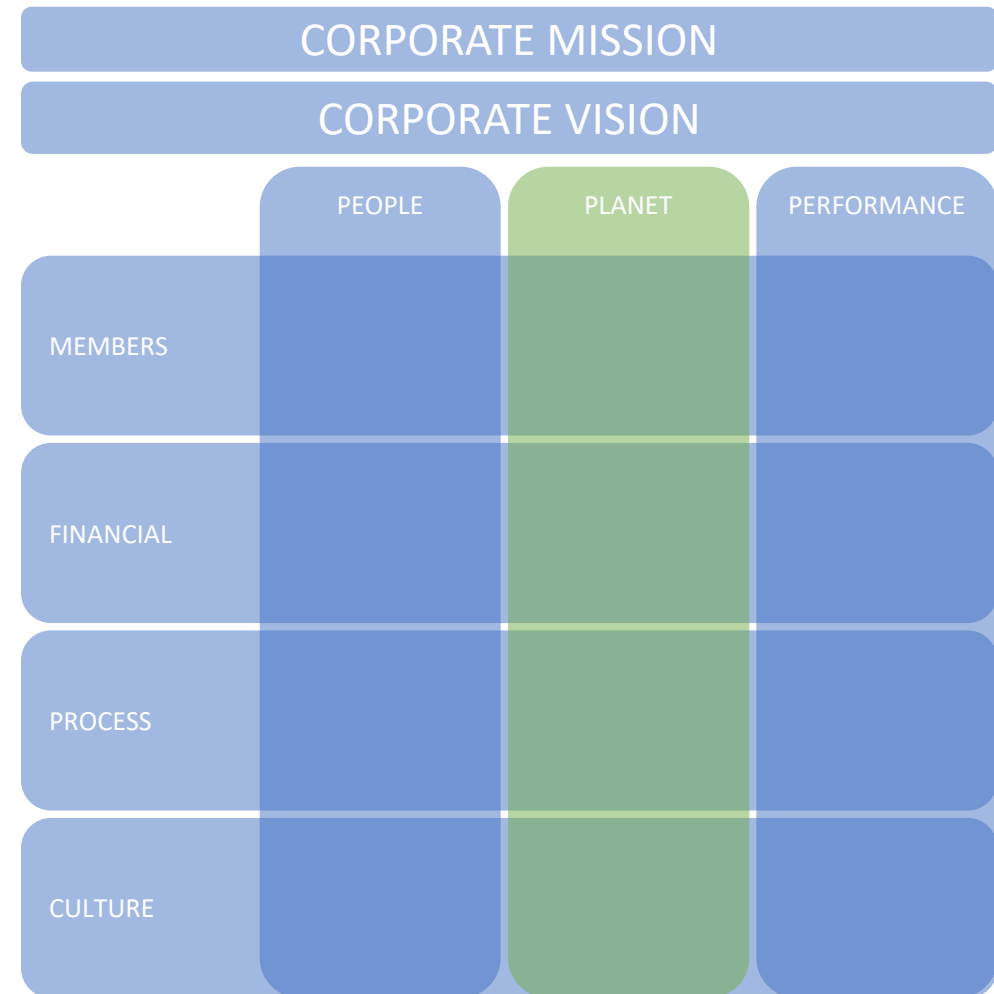 CORPORATE MISSION
CORPORATE VISION
PEOPLE PLANET PERFORMANCE
MEMBERS
FINANCIAL
PROCESS
CULTURE